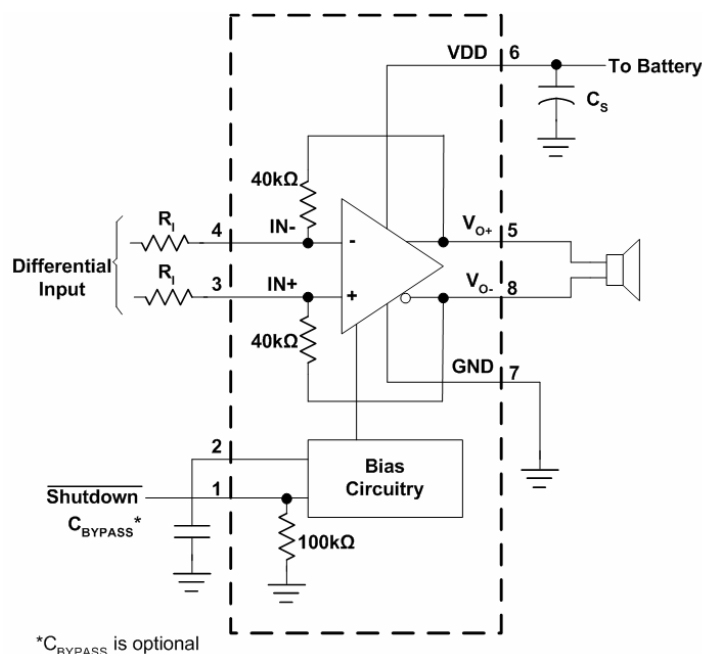 VDD 6
To Battery
Cₛ
40kΩ
R_I 4 IN-
-
V_O+ 5
Differential
Input
R_I 3 IN+
+
V_O- 8
40kΩ
GND 7
2
Bias
Circuitry
Shutdown 1
C_BYPASS*
100kΩ
*C_BYPASS is optional